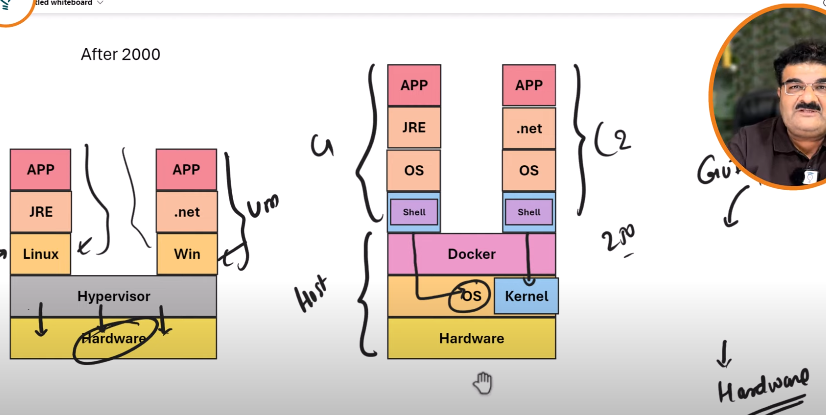 tled whiteboard
After 2000
APP
JRE
Linux
APP
.net
Win
Hypervisor
Hardware
Vm
APP
JRE
OS
Shell
APP
.net
OS
Shell
Docker
OS
Kernel
Hardware
C1
C2
Host
200
Hardware